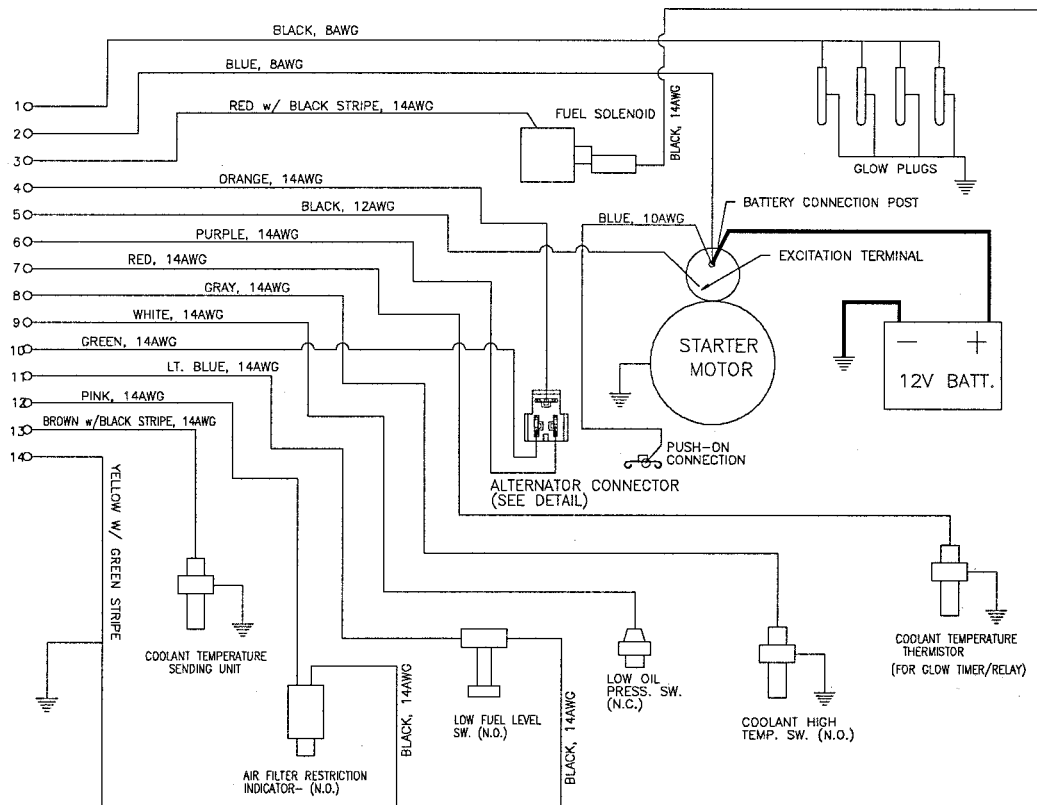 BLACK, 8AWG
BLUE, 8AWG
RED w/ BLACK STRIPE, 14AWG
FUEL SOLENOID
BLACK, 14AWG
GLOW PLUGS
1
2
3
4
5
6
7
8
9
10
11
12
13
14
ORANGE, 14AWG
BLACK, 12AWG
PURPLE, 14AWG
RED, 14AWG
GRAY, 14AWG
WHITE, 14AWG
GREEN, 14AWG
LT. BLUE, 14AWG
PINK, 14AWG
BROWN w/BLACK STRIPE, 14AWG
YELLOW W/ GREEN STRIPE
BLUE, 10AWG
BATTERY CONNECTION POST
EXCITATION TERMINAL
STARTER
MOTOR
− +
12V BATT.
PUSH-ON
CONNECTION
ALTERNATOR CONNECTOR
(SEE DETAIL)
COOLANT TEMPERATURE
SENDING UNIT
AIR FILTER RESTRICTION
INDICATOR- (N.O.)
BLACK, 14AWG
LOW FUEL LEVEL
SW. (N.O.)
BLACK, 14AWG
LOW OIL
PRESS. SW.
(N.C.)
COOLANT HIGH
TEMP. SW. (N.O.)
COOLANT TEMPERATURE
THERMISTOR
(FOR GLOW TIMER/RELAY)